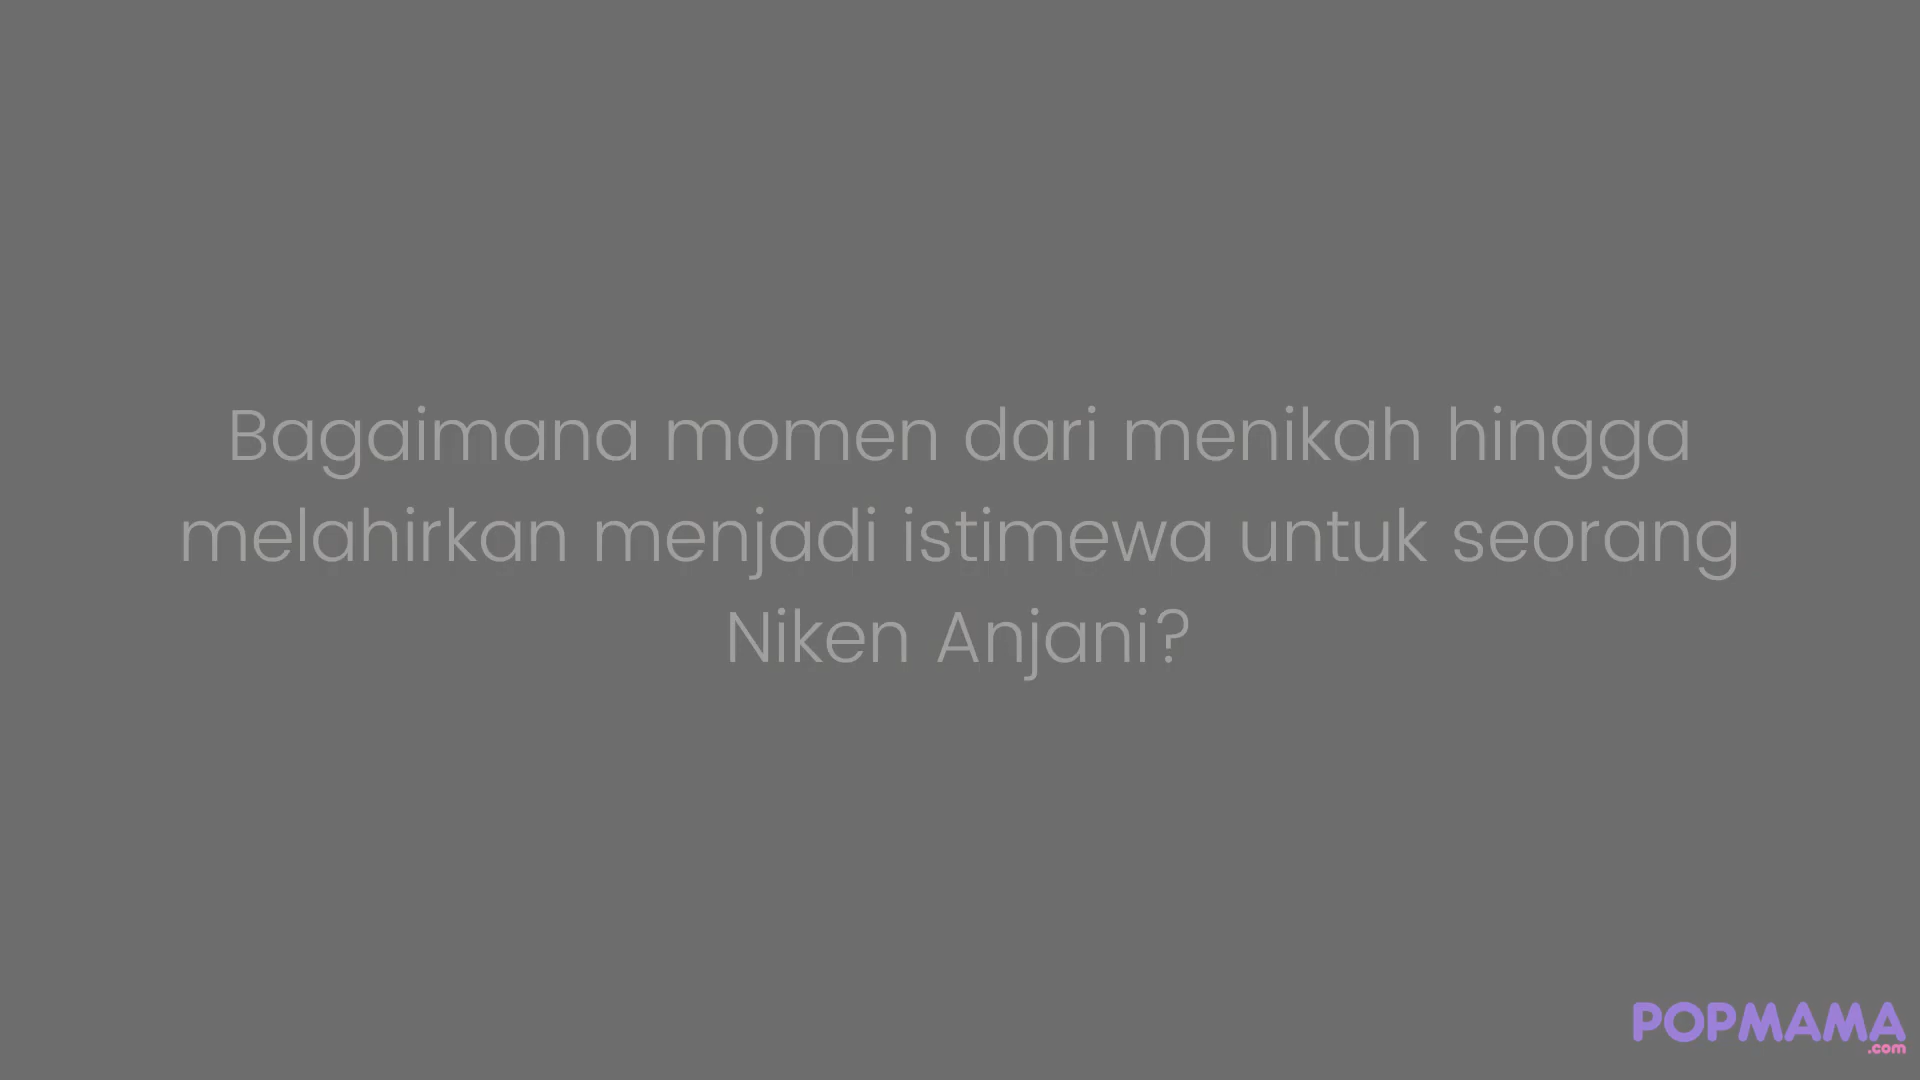 Bagaimana momen dari menikah hingga
melahirkan menjadi istimewa untuk seorang
Niken Anjani?
POPMAMA
.com